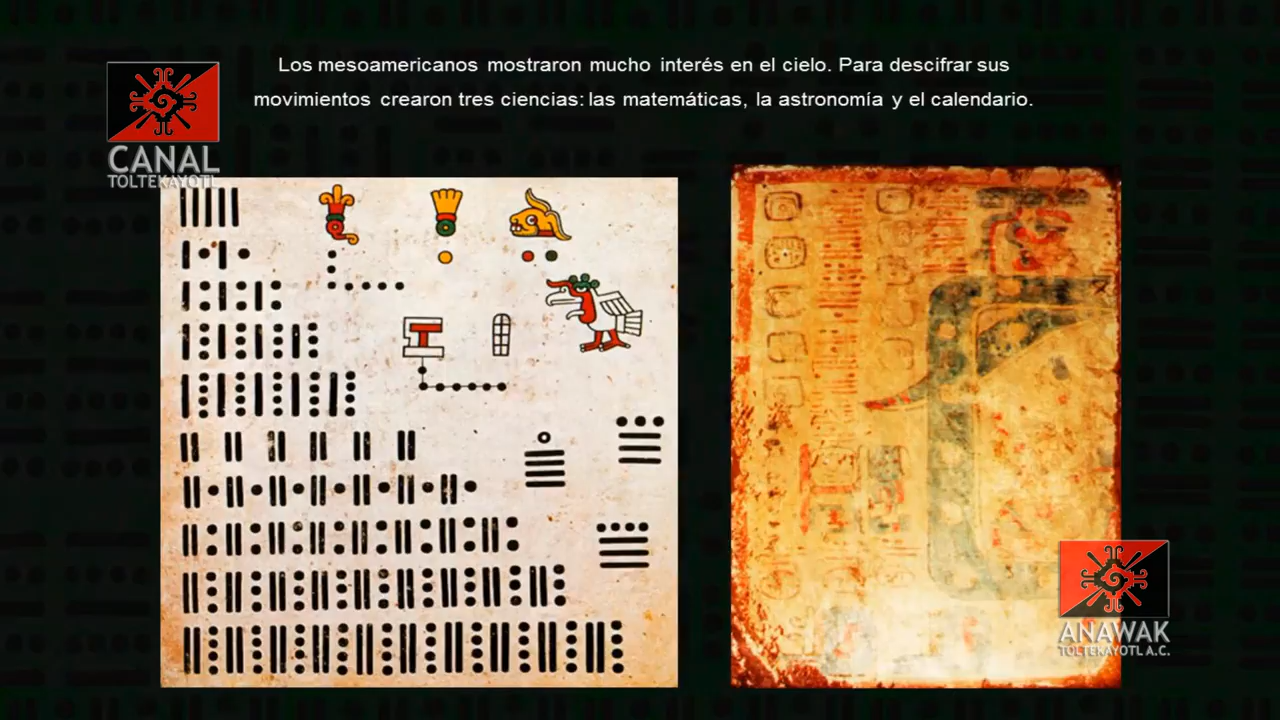 Los mesoamericanos mostraron mucho interés en el cielo. Para descifrar sus
movimientos crearon tres ciencias: las matemáticas, la astronomía y el calendario.
CANAL
TOLTEKAYOTL
ANAWAK
TOLTEKAYOTL A.C.